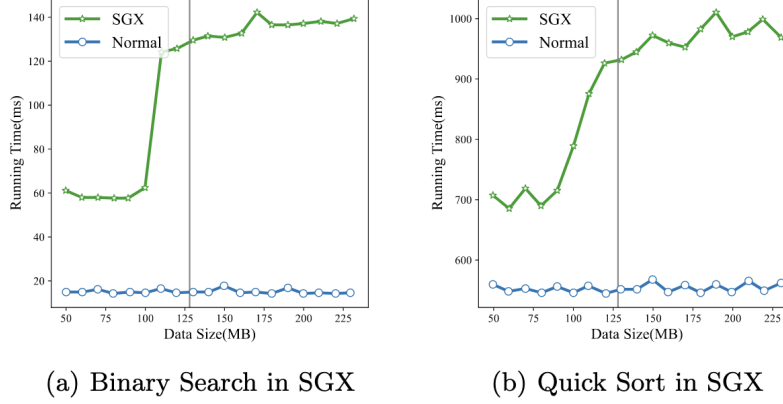 140
120
100
80
60
40
20
Running Time(ms)
SGX
Normal
50 75 100 125 150 175 200 225
Data Size(MB)
(a) Binary Search in SGX
1000
900
800
700
600
Running Time(ms)
SGX
Normal
50 75 100 125 150 175 200 225
Data Size(MB)
(b) Quick Sort in SGX